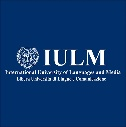 IULM
International University of Languages and Media
Libera Università di Lingue e Comunicazione